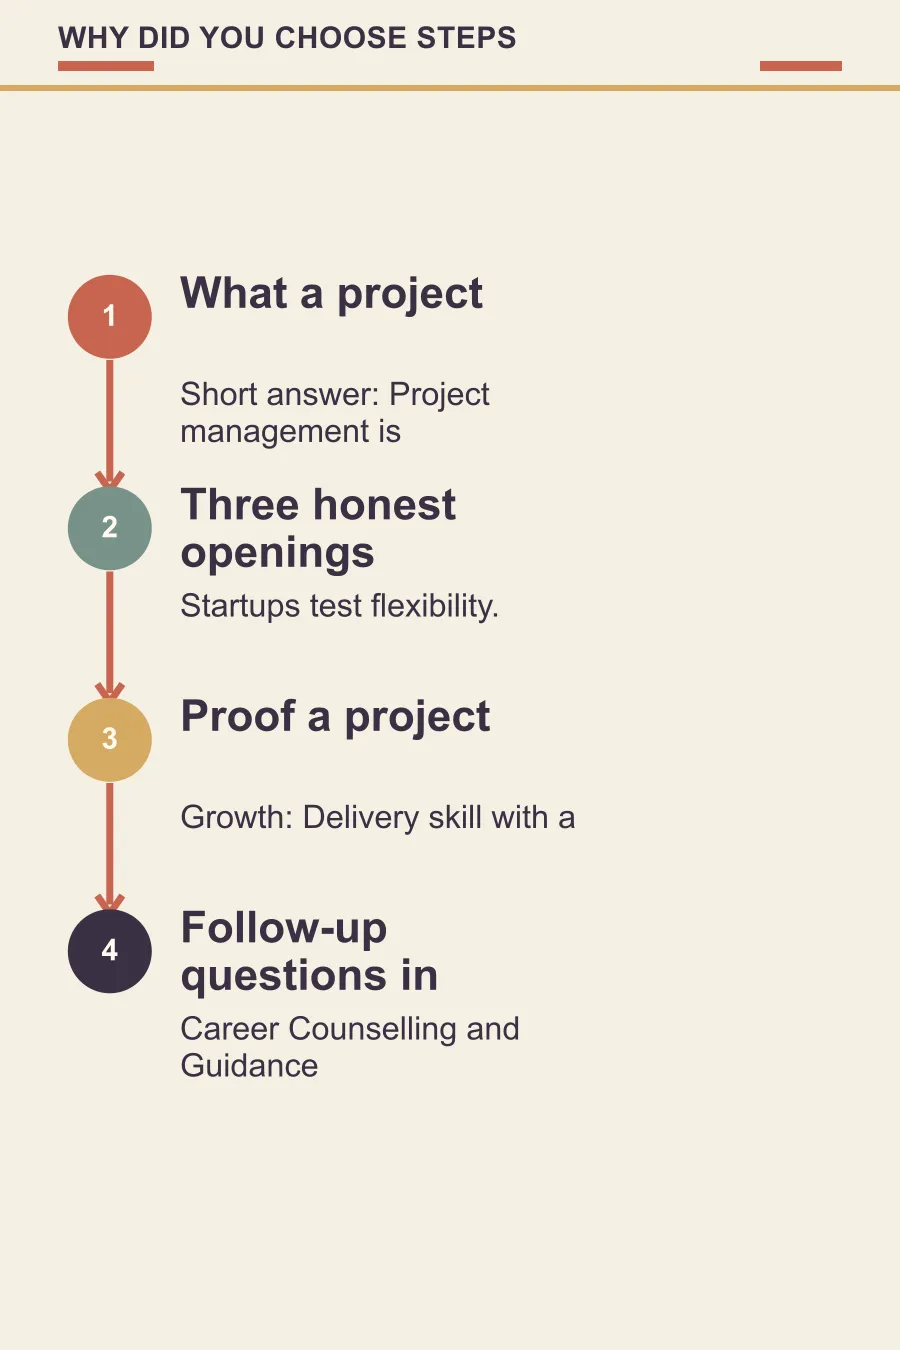 WHY DID YOU CHOOSE STEPS
1
What a project
Short answer: Project
management is
2
Three honest
openings
Startups test flexibility.
3
Proof a project
Growth: Delivery skill with a
4
Follow-up
questions in
Career Counselling and
Guidance